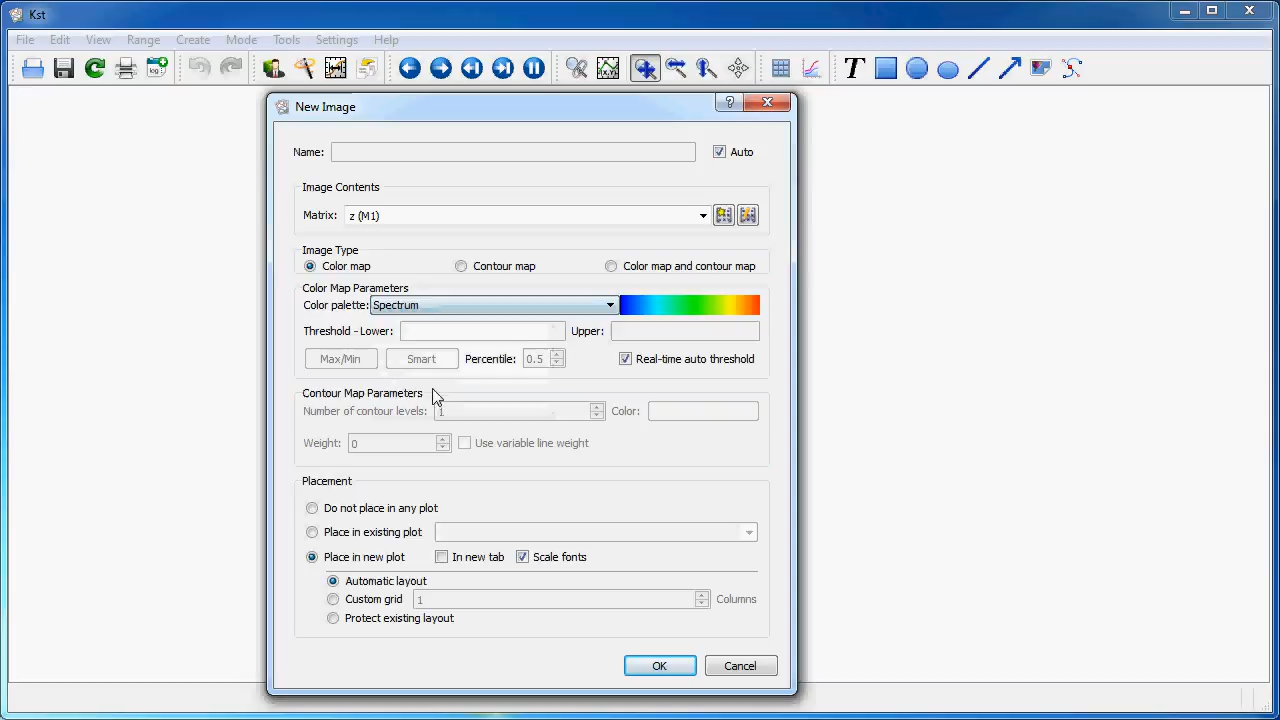 Kst
File Edit View Range Create Mode Tools Settings Help
log
X,Y
T
New Image
?
Name: Auto
Image Contents
Matrix: z (M1)
Image Type
Color map Contour map Color map and contour map
Color Map Parameters
Color palette: Spectrum
Threshold - Lower: Upper:
Max/Min Smart Percentile: 0.5 Real-time auto threshold
Contour Map Parameters
Number of contour levels: 1 Color:
Weight: 0 Use variable line weight
Placement
Do not place in any plot
Place in existing plot
Place in new plot In new tab Scale fonts
Automatic layout
Custom grid 1 Columns
Protect existing layout
OK Cancel